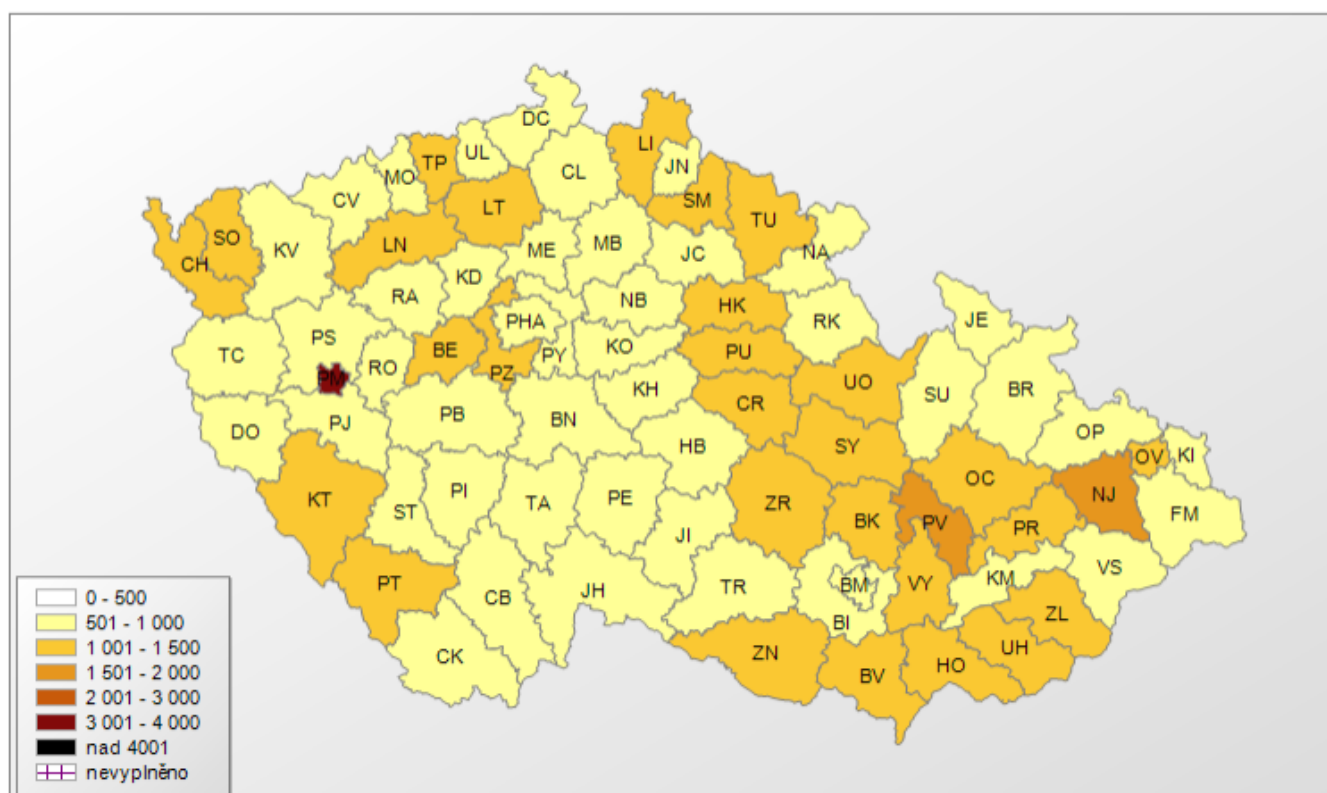 DC
LI
UL
TP
JN
CL
MO
CV
SM
LT
TU
SO
MB
LN
KV
ME
JC
NA
CH
KD
RA
NB
HK
PHA
RK
JE
PS
BE
KO
PU
TC
RO
PY
PZ
PM
UO
KH
BR
SU
CR
PB
BN
PJ
DO
OP
HB
SY
OV
KI
OC
PI
TA
PE
NJ
KT
ZR
ST
FM
BK
PV
PR
JI
VS
KM
PT
BM
VY
TR
JH
CB
ZL
BI
UH
ZN
CK
HO
BV
0 - 500
501 - 1 000
1 001 - 1 500
1 501 - 2 000
2 001 - 3 000
3 001 - 4 000
nad 4001
nevyplněno